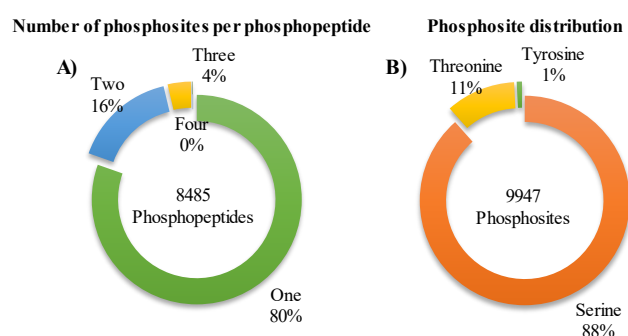 Number of phosphosites per phosphopeptide
A)
Three
4%
Two
16%
Four
0%
8485
Phosphopeptides
One
80%
Phosphosite distribution
B)
Tyrosine
1%
Threonine
11%
9947
Phosphosites
Serine
88%